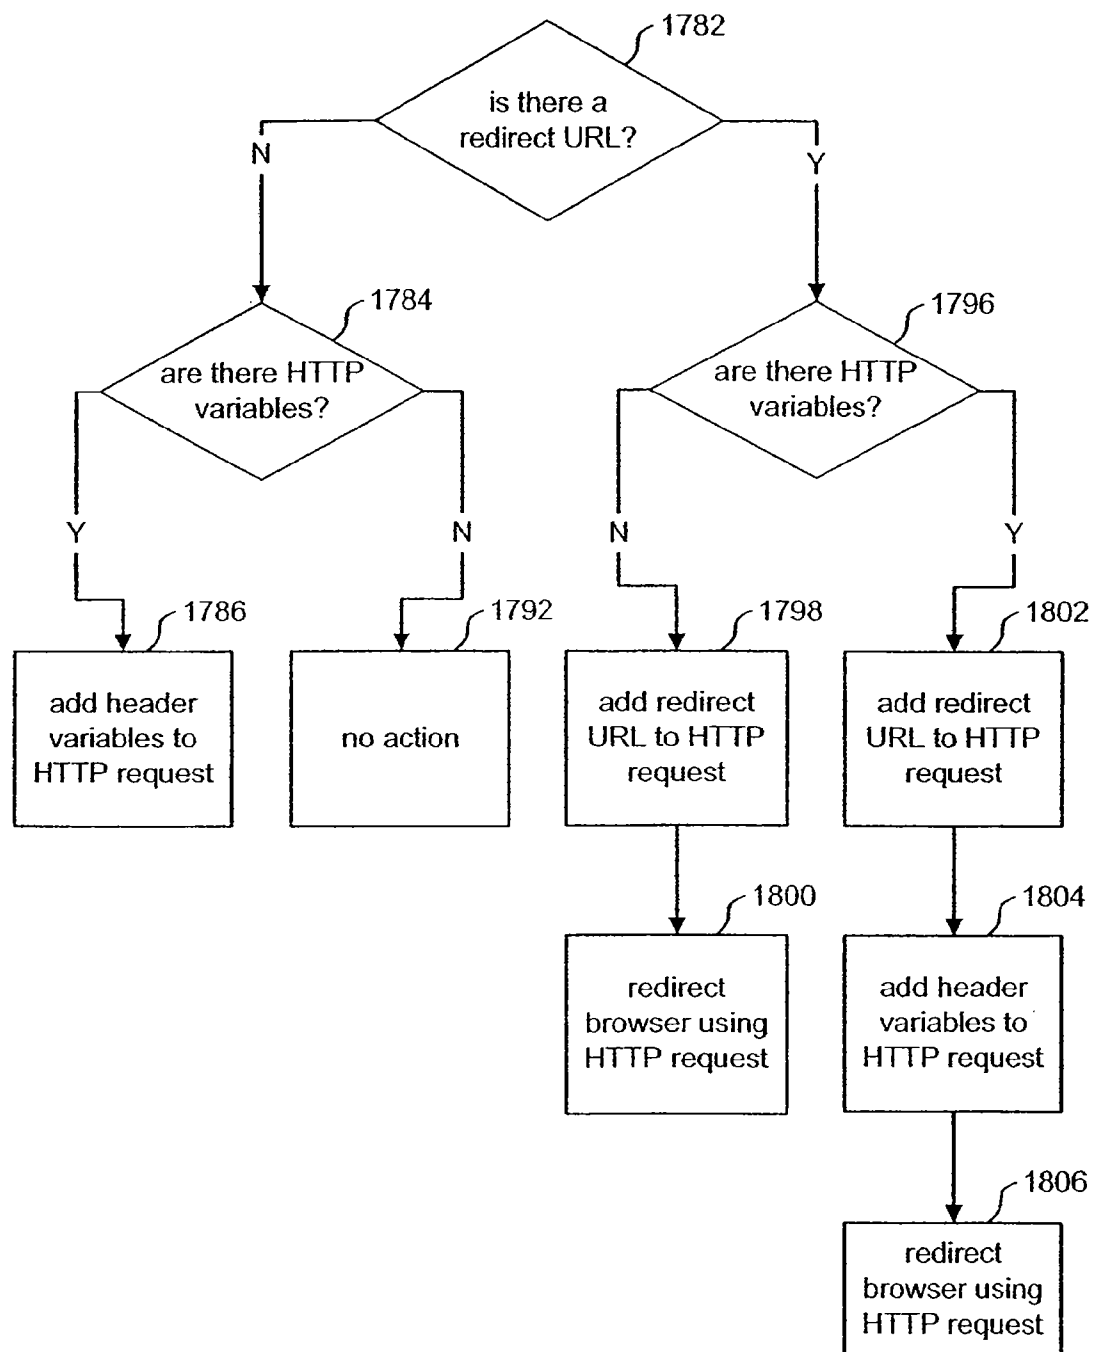 1782
is there a
redirect URL?
N
Y
1784
are there HTTP
variables?
1796
are there HTTP
variables?
Y
N
N
Y
1786
add header
variables to
HTTP request
1792
no action
1798
add redirect
URL to HTTP
request
1802
add redirect
URL to HTTP
request
1800
redirect
browser using
HTTP request
1804
add header
variables to
HTTP request
1806
redirect
browser using
HTTP request